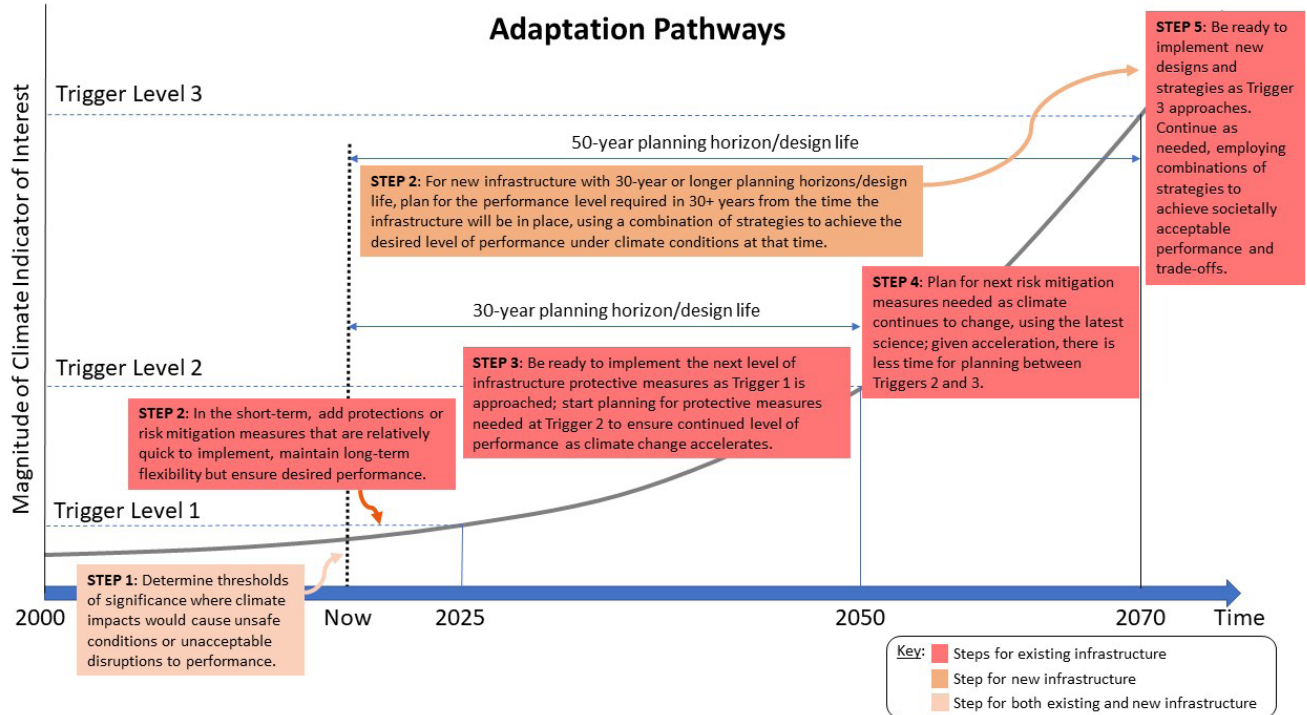 Adaptation Pathways
Magnitude of Climate Indicator of Interest
Trigger Level 3
50-year planning horizon/design life
STEP 2: For new infrastructure with 30-year or longer planning horizons/design
life, plan for the performance level required in 30+ years from the time the
infrastructure will be in place, using a combination of strategies to achieve the
desired level of performance under climate conditions at that time.
STEP 5: Be ready to
implement new
designs and
strategies as Trigger
3 approaches.
Continue as
needed, employing
combinations of
strategies to
achieve societally
acceptable
performance and
trade-offs.
30-year planning horizon/design life
STEP 4: Plan for next risk mitigation
measures needed as climate
continues to change, using the latest
science; given acceleration, there is
less time for planning between
Triggers 2 and 3.
Trigger Level 2
STEP 3: Be ready to implement the next level of
infrastructure protective measures as Trigger 1 is
approached; start planning for protective measures
needed at Trigger 2 to ensure continued level of
performance as climate change accelerates.
STEP 2: In the short-term, add protections or
risk mitigation measures that are relatively
quick to implement, maintain long-term
flexibility but ensure desired performance.
Trigger Level 1
STEP 1: Determine thresholds
of significance where climate
impacts would cause unsafe
conditions or unacceptable
disruptions to performance.
2000
Now
2025
2050
2070
Time
Key:
Steps for existing infrastructure
Step for new infrastructure
Step for both existing and new infrastructure